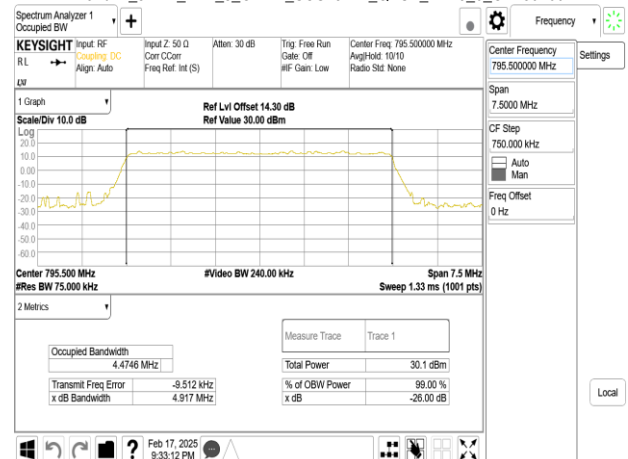 Spectrum Analyzer 1
Occupied BW
Frequency
KEYSIGHT
RL
LXI
Input: RF
Coupling: DC
Align: Auto
Input Z: 50 Ω
Corr CCorr
Freq Ref: Int (S)
Atten: 30 dB
Trig: Free Run
Gate: Off
#IF Gain: Low
Center Freq: 795.500000 MHz
Avg|Hold: 10/10
Radio Std: None
Center Frequency
795.500000 MHz
Settings
Span
7.5000 MHz
CF Step
750.000 kHz
Auto
Man
Freq Offset
0 Hz
Local
1 Graph
Scale/Div 10.0 dB
Ref Lvl Offset 14.30 dB
Ref Value 30.00 dBm
Log
20.0
10.0
0.00
-10.0
-20.0
-30.0
-40.0
-50.0
-60.0
Center 795.500 MHz
#Video BW 240.00 kHz
Span 7.5 MHz
#Res BW 75.000 kHz
Sweep 1.33 ms (1001 pts)
2 Metrics
Measure Trace
Trace 1
Occupied Bandwidth
4.4746 MHz
Total Power
30.1 dBm
Transmit Freq Error
-9.512 kHz
% of OBW Power
99.00 %
x dB Bandwidth
4.917 MHz
x dB
-26.00 dB
?
Feb 17, 2025
9:33:12 PM